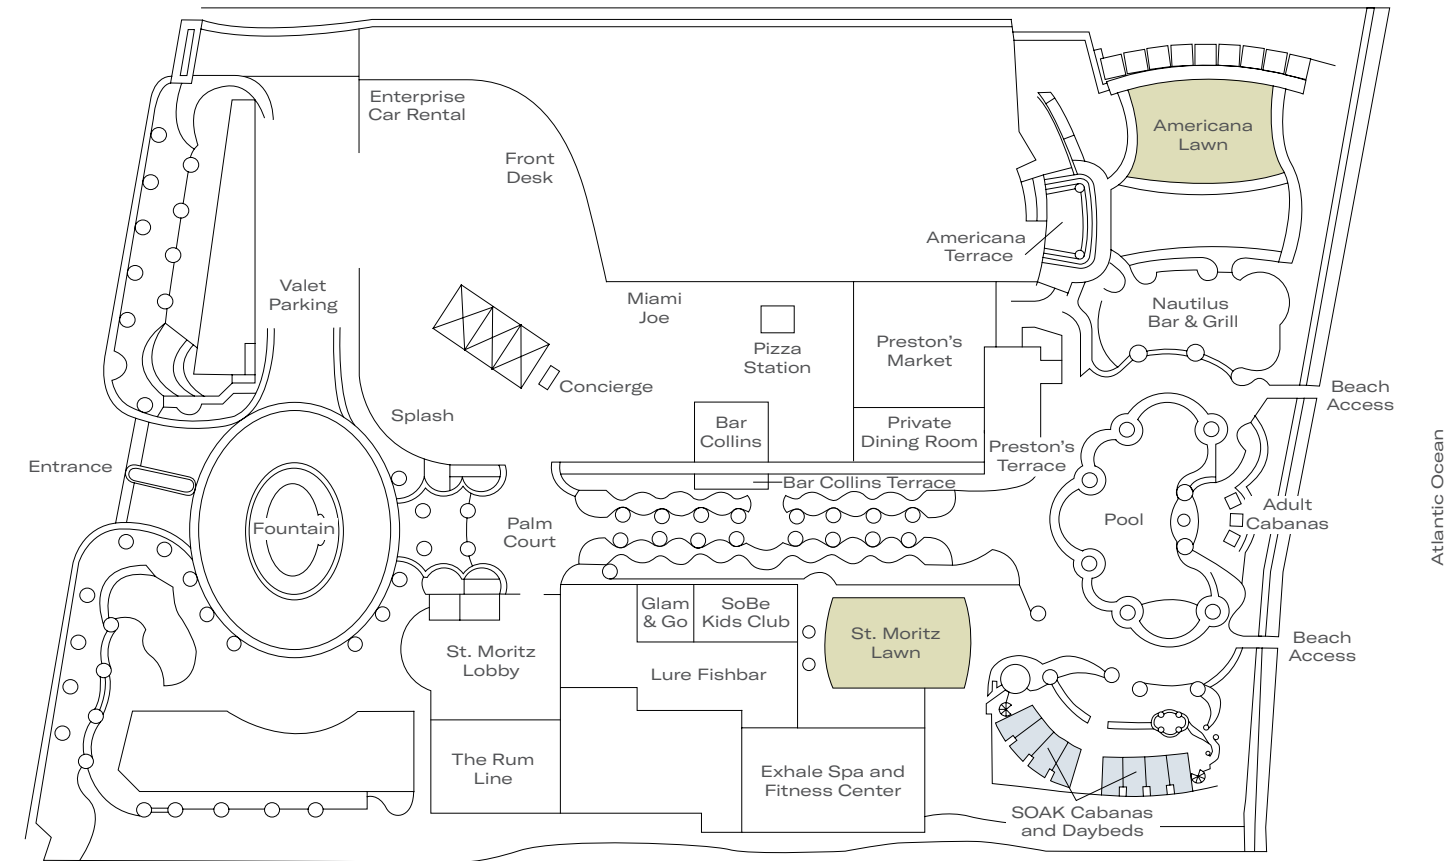 Enterprise
Car Rental
Front
Desk
Americana
Lawn
Americana
Terrace
Valet
Parking
Miami
Joe
Nautilus
Bar & Grill
Pizza
Station
Preston's
Market
Concierge
Beach
Access
Splash
Bar
Collins
Private
Dining Room
Preston's
Terrace
Entrance
Bar Collins Terrace
Atlantic Ocean
Fountain
Palm
Court
Pool
Adult
Cabanas
Glam
& Go
SoBe
Kids Club
St. Moritz
Lawn
Beach
Access
St. Moritz
Lobby
Lure Fishbar
The Rum
Line
Exhale Spa and
Fitness Center
SOAK Cabanas
and Daybeds